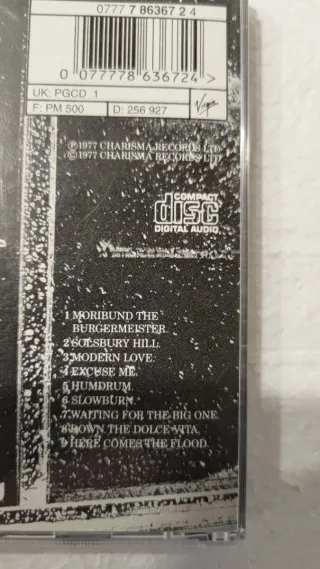 0777 7 86367 2 4
0 077778 636724 >
UK: PGCD 1
F: PM 500 D: 256 927 Virgin
℗1977 CHARISMA RECORDS LTD
©1977 CHARISMA RECORDS LTD
COMPACT
disc
DIGITAL AUDIO
1 MORIBUND THE
BURGERMEISTER.
2 SOLSBURY HILL.
3 MODERN LOVE.
4 EXCUSE ME.
5 HUMDRUM.
6 SLOWBURN.
7 WAITING FOR THE BIG ONE.
8 DOWN THE DOLCE VITA.
9 HERE COMES THE FLOOD.